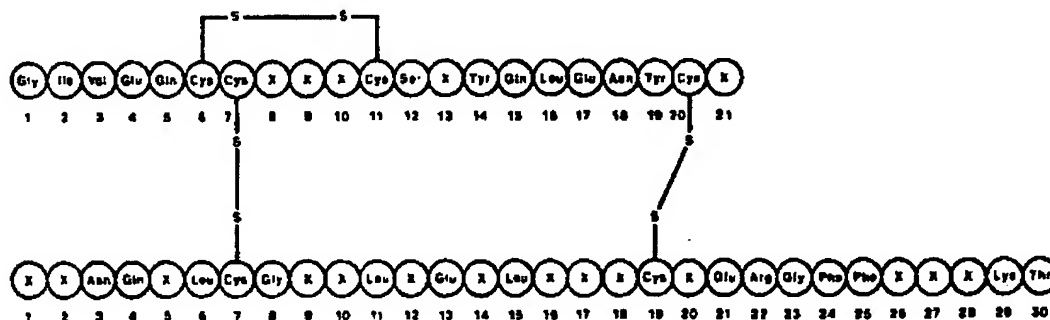 S S
Gly Ile Val Glu Gln Cys Cys X X X Cys Ser X Tyr Gln Leu Glu Asn Tyr Cys X
1 2 3 4 5 6 7 8 9 10 11 12 13 14 15 16 17 18 19 20 21
S S
S S
X X Asn Gln X Leu Cys Gly X X Leu X Glu X Leu X X X Cys X Glu Arg Gly Phe Phe X X X Lys Thr
1 2 3 4 5 6 7 8 9 10 11 12 13 14 15 16 17 18 19 20 21 22 23 24 25 26 27 28 29 30